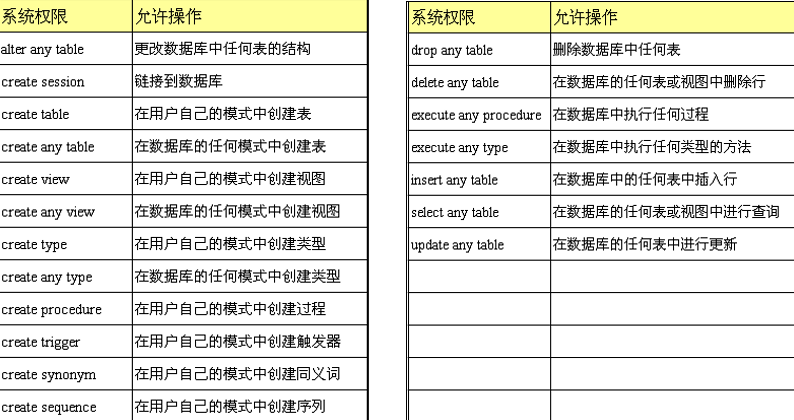 系统权限 允许操作
alter any table 更改数据库中任何表的结构
create session 链接到数据库
create table 在用户自己的模式中创建表
create any table 在数据库的任何模式中创建表
create view 在用户自己的模式中创建视图
create any view 在数据库的任何模式中创建视图
create type 在用户自己的模式中创建类型
create any type 在数据库的任何模式中创建类型
create procedure 在用户自己的模式中创建过程
create trigger 在用户自己的模式中创建触发器
create synonym 在用户自己的模式中创建同义词
create sequence 在用户自己的模式中创建序列
系统权限 允许操作
drop any table 删除数据库中任何表
delete any table 在数据库的任何表或视图中删除行
execute any procedure 在数据库中执行任何过程
execute any type 在数据库中执行任何类型的方法
insert any table 在数据库中的任何表中插入行
select any table 在数据库的任何表或视图中进行查询
update any table 在数据库的任何表中进行更新